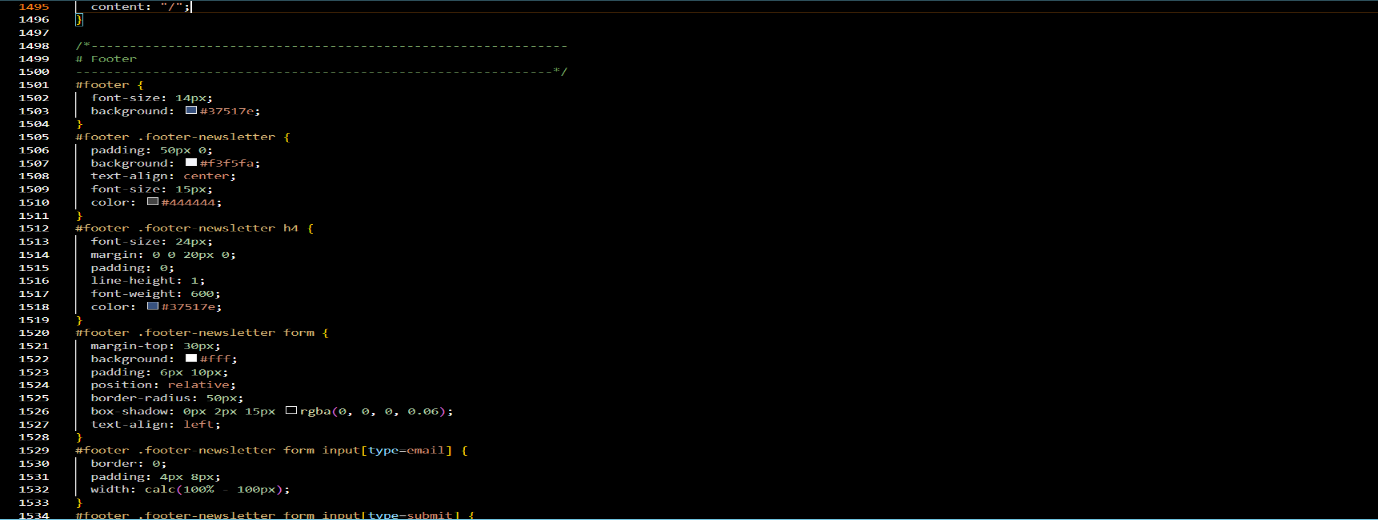 1495 content: "/";
1496 }
1497
1498 /*--------------------------------------------------------------
1499 # Footer
1500 --------------------------------------------------------------*/
1501 #footer {
1502 font-size: 14px;
1503 background: #37517e;
1504 }
1505 #footer .footer-newsletter {
1506 padding: 50px 0;
1507 background: #f3f5fa;
1508 text-align: center;
1509 font-size: 15px;
1510 color: #444444;
1511 }
1512 #footer .footer-newsletter h4 {
1513 font-size: 24px;
1514 margin: 0 0 20px 0;
1515 padding: 0;
1516 line-height: 1;
1517 font-weight: 600;
1518 color: #37517e;
1519 }
1520 #footer .footer-newsletter form {
1521 margin-top: 30px;
1522 background: #fff;
1523 padding: 6px 10px;
1524 position: relative;
1525 border-radius: 50px;
1526 box-shadow: 0px 2px 15px rgba(0, 0, 0, 0.06);
1527 text-align: left;
1528 }
1529 #footer .footer-newsletter form input[type=email] {
1530 border: 0;
1531 padding: 4px 8px;
1532 width: calc(100% - 100px);
1533 }
1534 #footer .footer-newsletter form input[type=submit] {